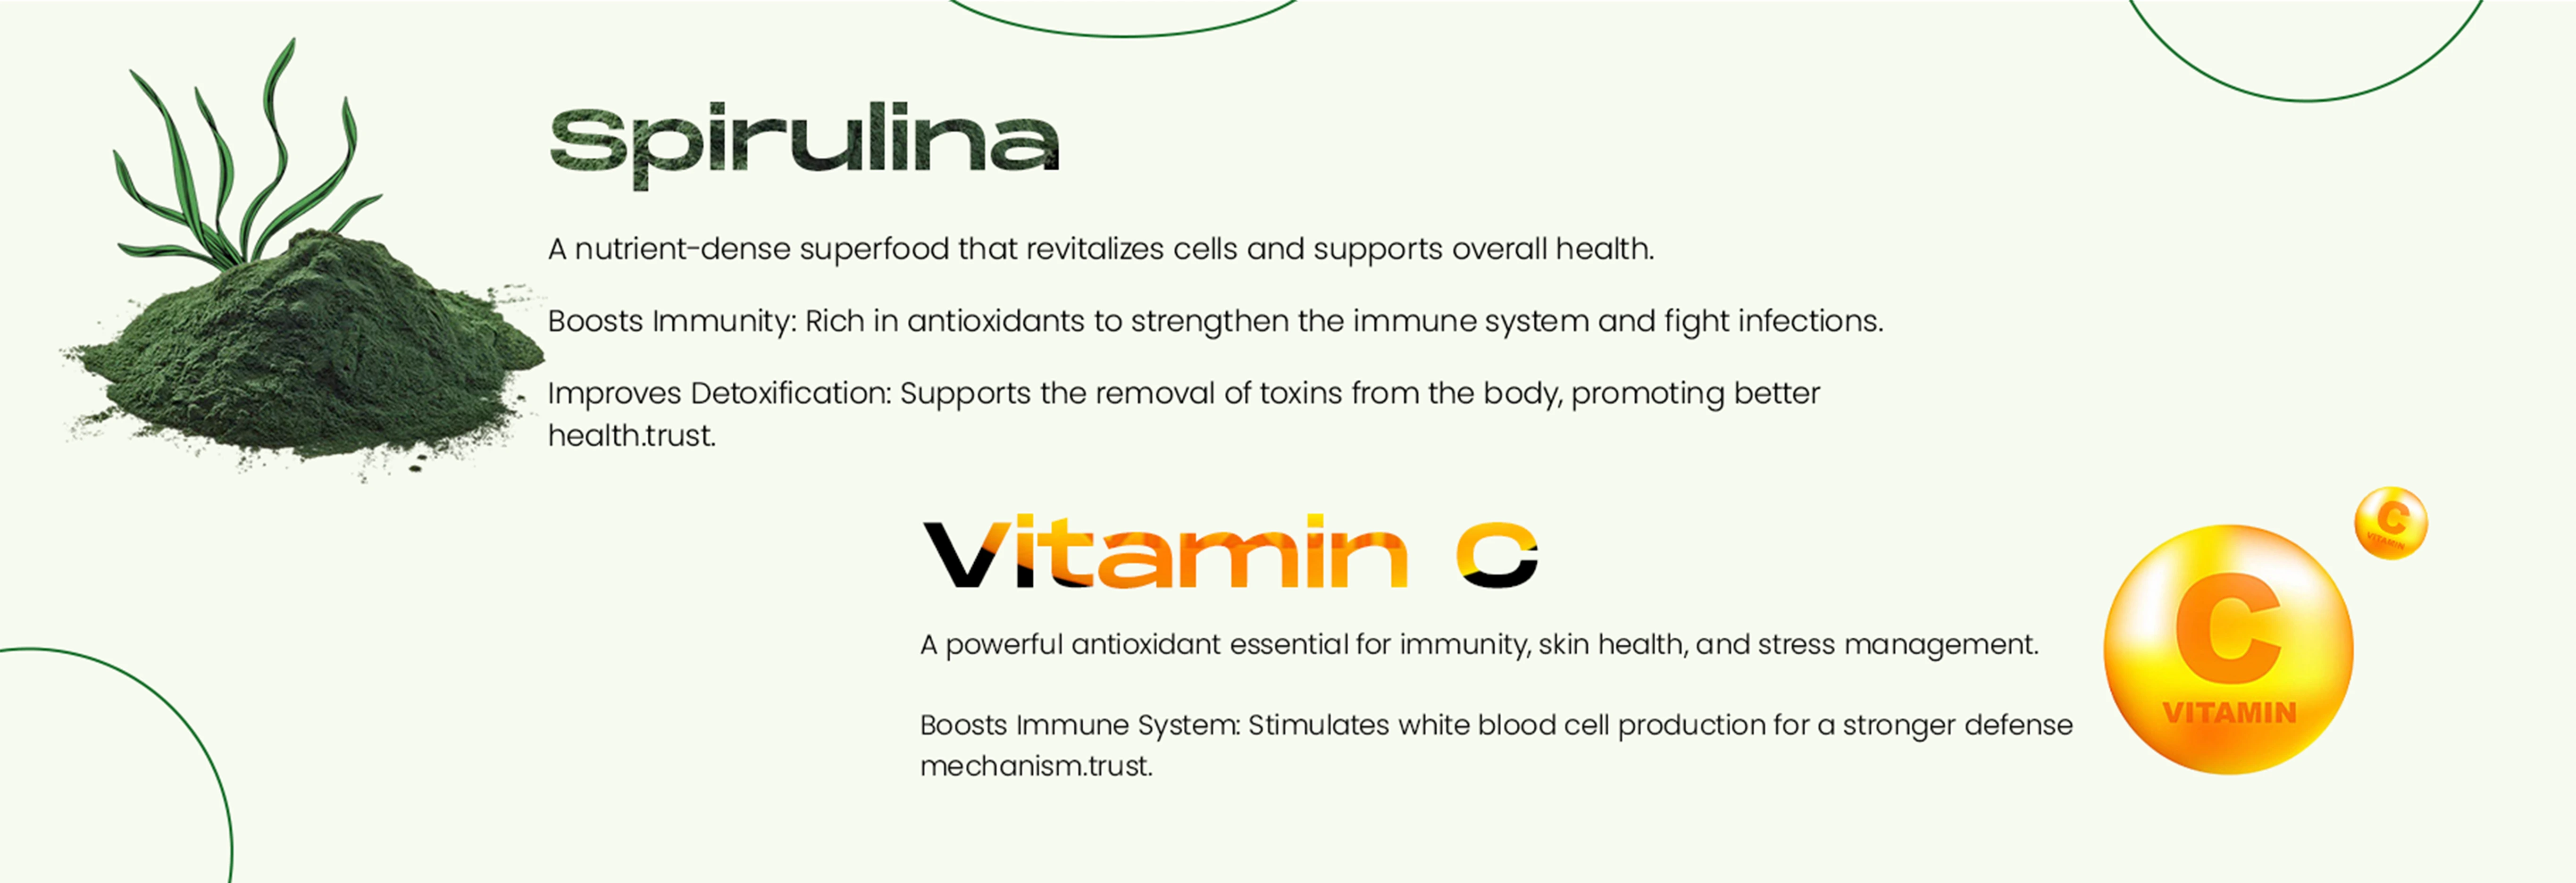 Spirulina
A nutrient-dense superfood that revitalizes cells and supports overall health.
Boosts Immunity: Rich in antioxidants to strengthen the immune system and fight infections.
Improves Detoxification: Supports the removal of toxins from the body, promoting better
health.trust.
Vitamin C
A powerful antioxidant essential for immunity, skin health, and stress management.
Boosts Immune System: Stimulates white blood cell production for a stronger defense
mechanism.trust.
C
VITAMIN
C
VITAMIN